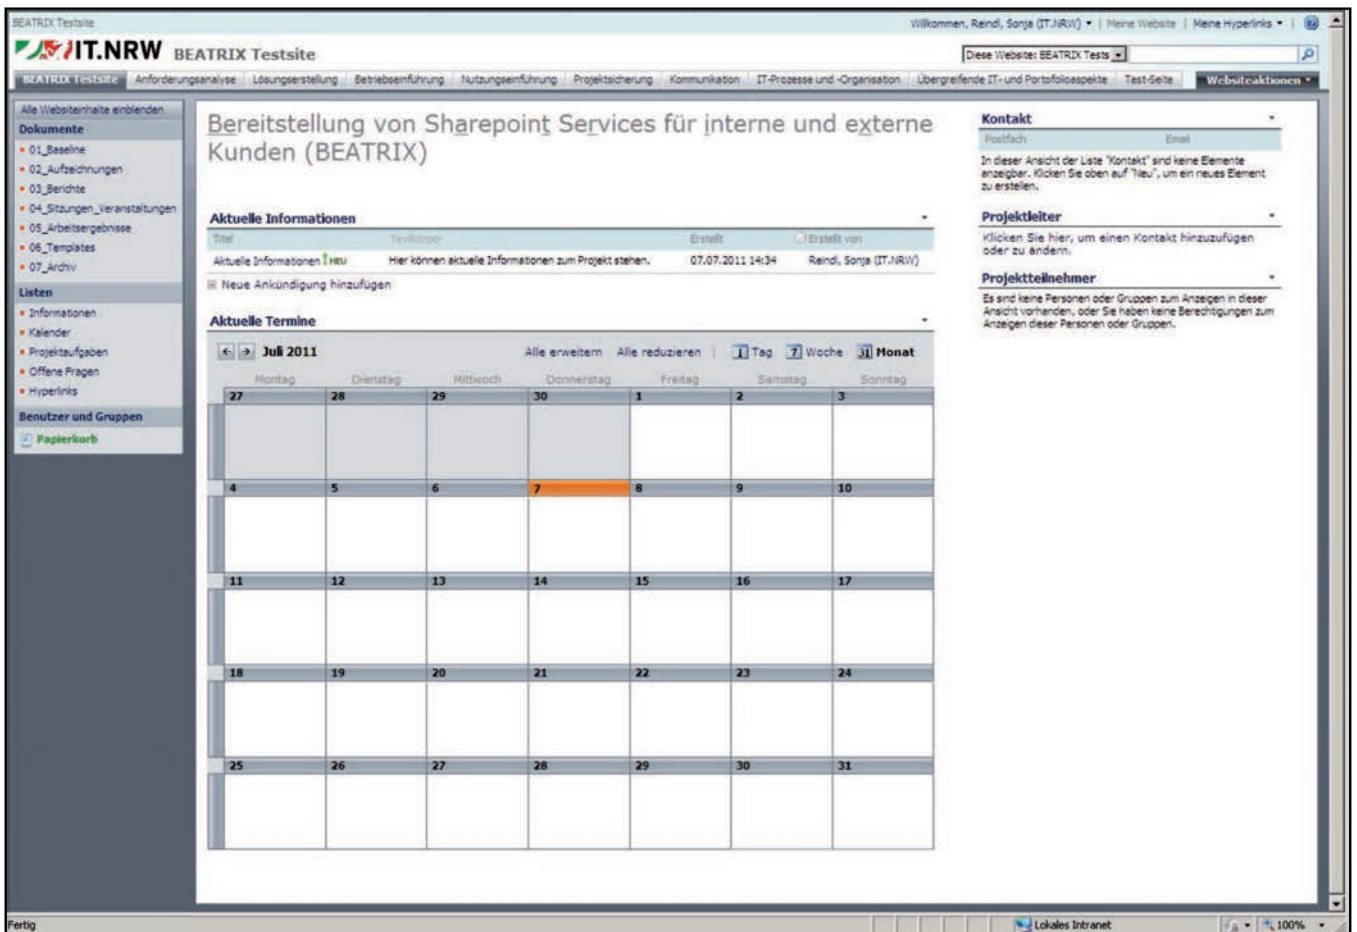 BEATRIX Testsite
Willkommen, Reindl, Sonja (IT.NRW) | Meine Website | Meine Hyperlinks |
IT.NRW BEATRIX Testsite
Diese Website: BEATRIX Tests
BEATRIX Testsite Anforderungsanalyse Lösungserstellung Betriebseinführung Nutzungseinführung Projektsicherung Kommunkation IT-Prozesse und -Organisation Übergreifende IT- und Portofolioaspekte Test-Seite Websiteaktionen
Alle Websiteinhalte einblenden
Dokumente
01_Baseline
02_Aufzeichnungen
03_Berichte
04_Sitzungen_Veranstaltungen
05_Arbeitsergebnisse
06_Templates
07_Archiv
Listen
Informationen
Kalender
Projektaufgaben
Offene Fragen
Hyperlinks
Benutzer und Gruppen
Papierkorb
Bereitstellung von Sharepoint Services für interne und externe
Kunden (BEATRIX)
Aktuelle Informationen
Titel Textkörper Erstellt Erstellt von
Aktuelle Informationen ! NEU Hier können aktuelle Informationen zum Projekt stehen. 07.07.2011 14:34 Reindl, Sonja (IT.NRW)
Neue Ankündigung hinzufügen
Aktuelle Termine
Juli 2011 Alle erweitern Alle reduzieren | 1 Tag 7 Woche 31 Monat
Montag Dienstag Mittwoch Donnerstag Freitag Samstag Sonntag
27 28 29 30 1 2 3
4 5 6 7 8 9 10
11 12 13 14 15 16 17
18 19 20 21 22 23 24
25 26 27 28 29 30 31
Kontakt
Postfach Email
In dieser Ansicht der Liste "Kontakt" sind keine Elemente
anzeigbar. Klicken Sie oben auf "Neu", um ein neues Element
zu erstellen.
Projektleiter
Klicken Sie hier, um einen Kontakt hinzuzufügen
oder zu ändern.
Projektteilnehmer
Es sind keine Personen oder Gruppen zum Anzeigen in dieser
Ansicht vorhanden, oder Sie haben keine Berechtigungen zum
Anzeigen dieser Personen oder Gruppen.
Fertig Lokales Intranet 100%